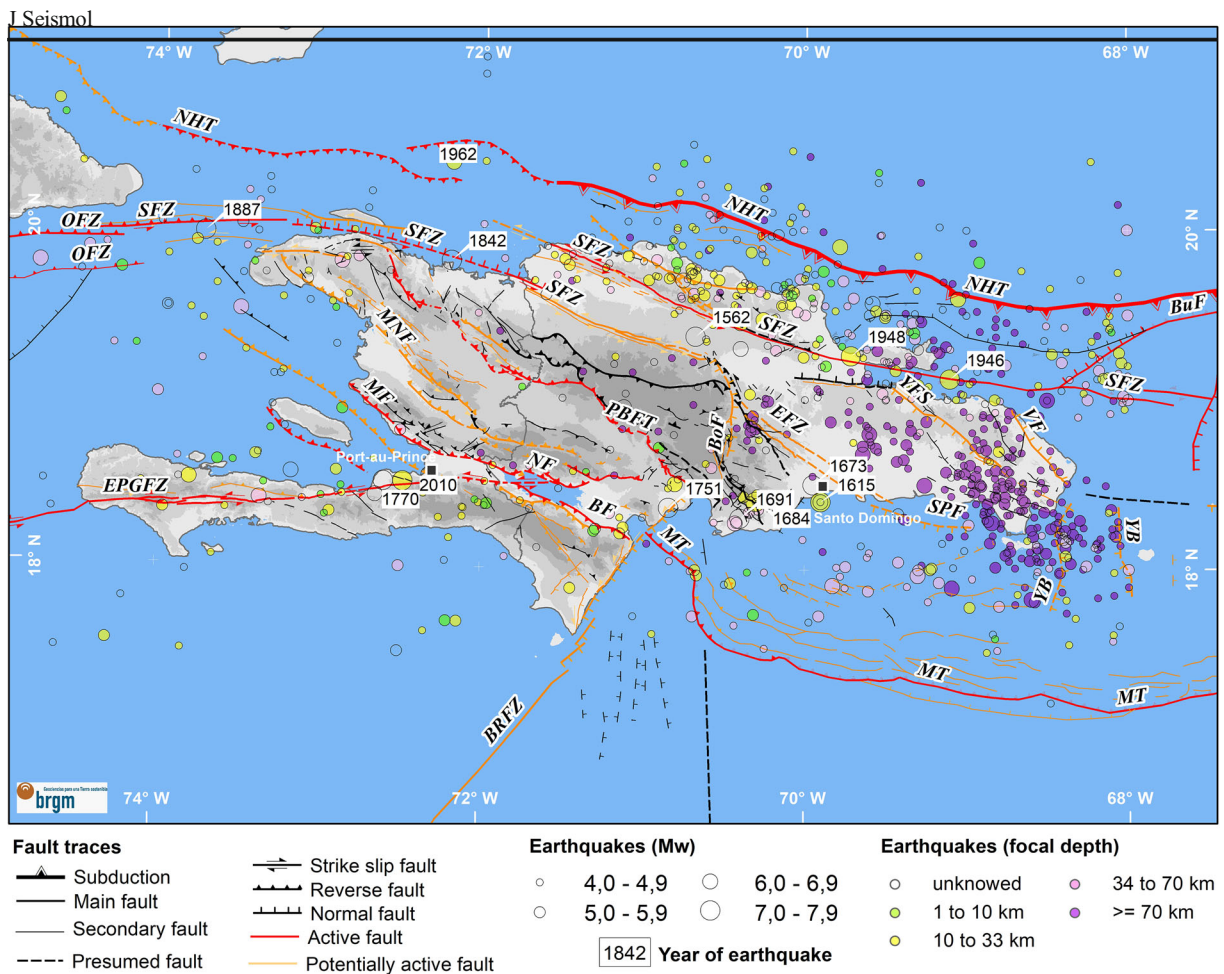 J Seismol
74° W
72° W
70° W
68° W
NHT
1962
20° N
OFZ
SFZ
1887
SFZ
1842
SFZ
NHT
20° N
OFZ
SFZ
NHT
BuF
MNF
1562
SFZ
1948
1946
SFZ
MF
PBFT
BoF
EFZ
YFS
VF
Port-au-Prince
NF
1673
EPGFZ
2010
1751
1615
1770
BF
1691
Santo Domingo
SPF
1684
YB
18° N
MT
YB
18° N
MT
MT
BRFZ
Geociencias para una Tierra sostenible
brgm
74° W
72° W
70° W
68° W
Fault traces
Subduction
Main fault
Secondary fault
Presumed fault
Strike slip fault
Reverse fault
Normal fault
Active fault
Potentially active fault
Earthquakes (Mw)
4,0 - 4,9
6,0 - 6,9
5,0 - 5,9
7,0 - 7,9
1842 Year of earthquake
Earthquakes (focal depth)
unknowed
34 to 70 km
1 to 10 km
>= 70 km
10 to 33 km